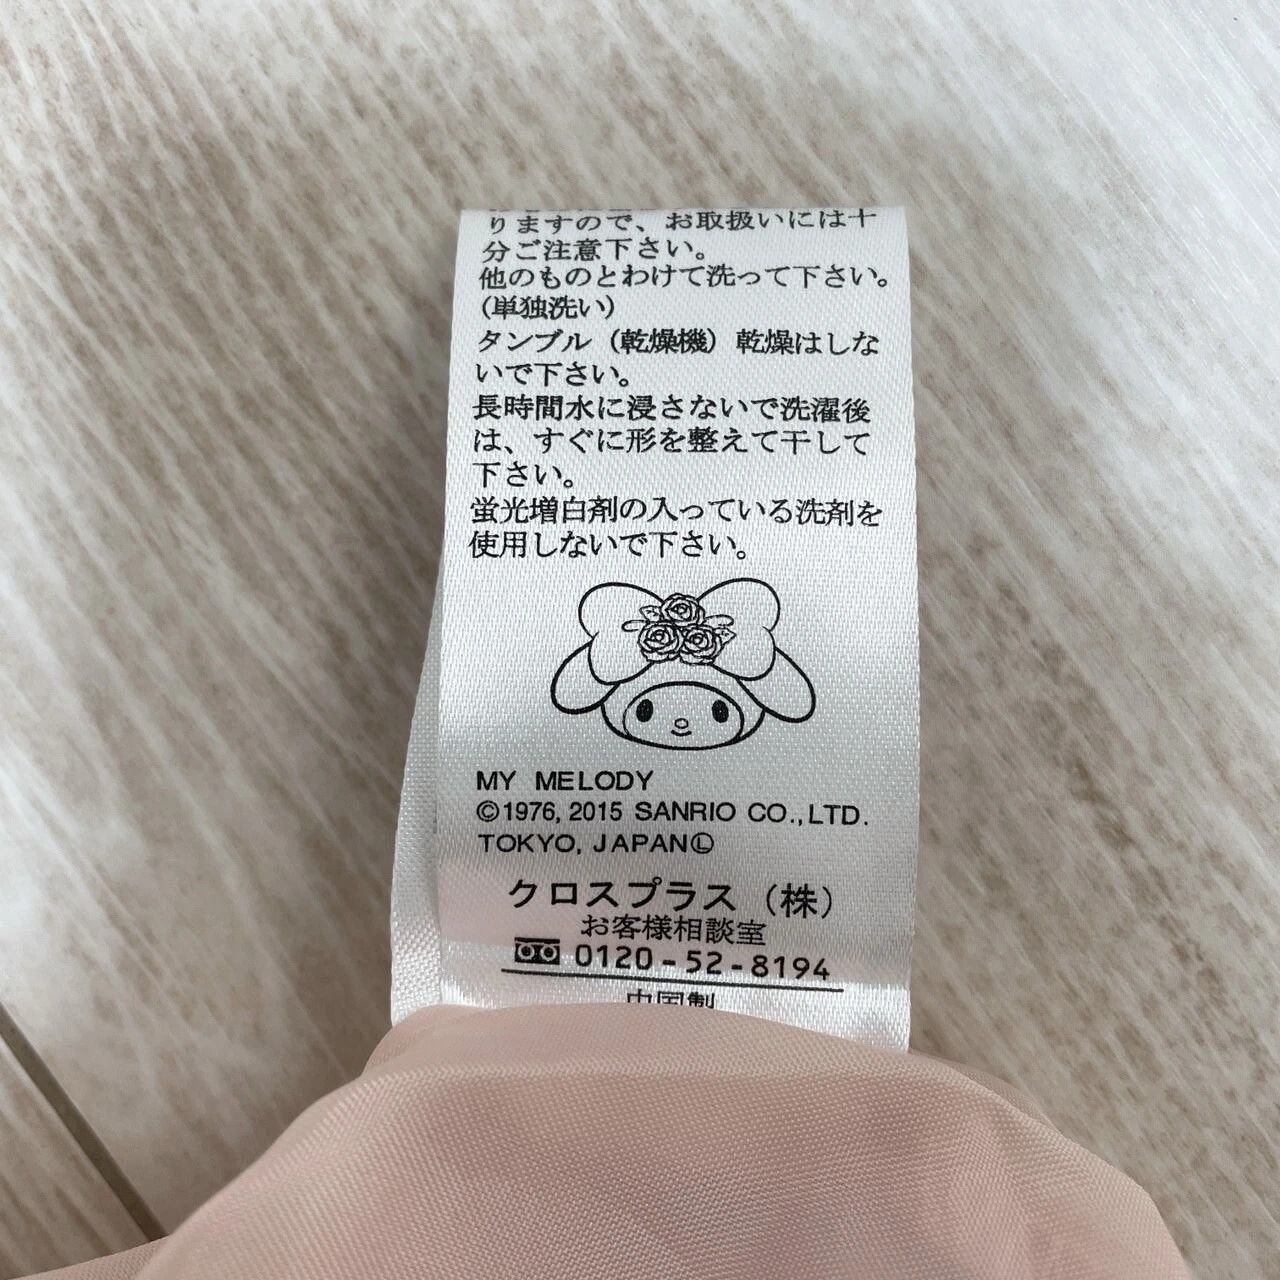 りますので、お取扱いには十
分ご注意下さい。
他のものとわけて洗って下さい。
(単独洗い)
タンブル（乾燥機）乾燥はしな
いで下さい。
長時間水に浸さないで洗濯後
は、すぐに形を整えて干して
下さい。
蛍光増白剤の入っている洗剤を
使用しないで下さい。
MY MELODY
©1976, 2015 SANRIO CO., LTD.
TOKYO, JAPANⓁ
クロスプラス（株）
お客様相談室
0120-52-8194
中国製